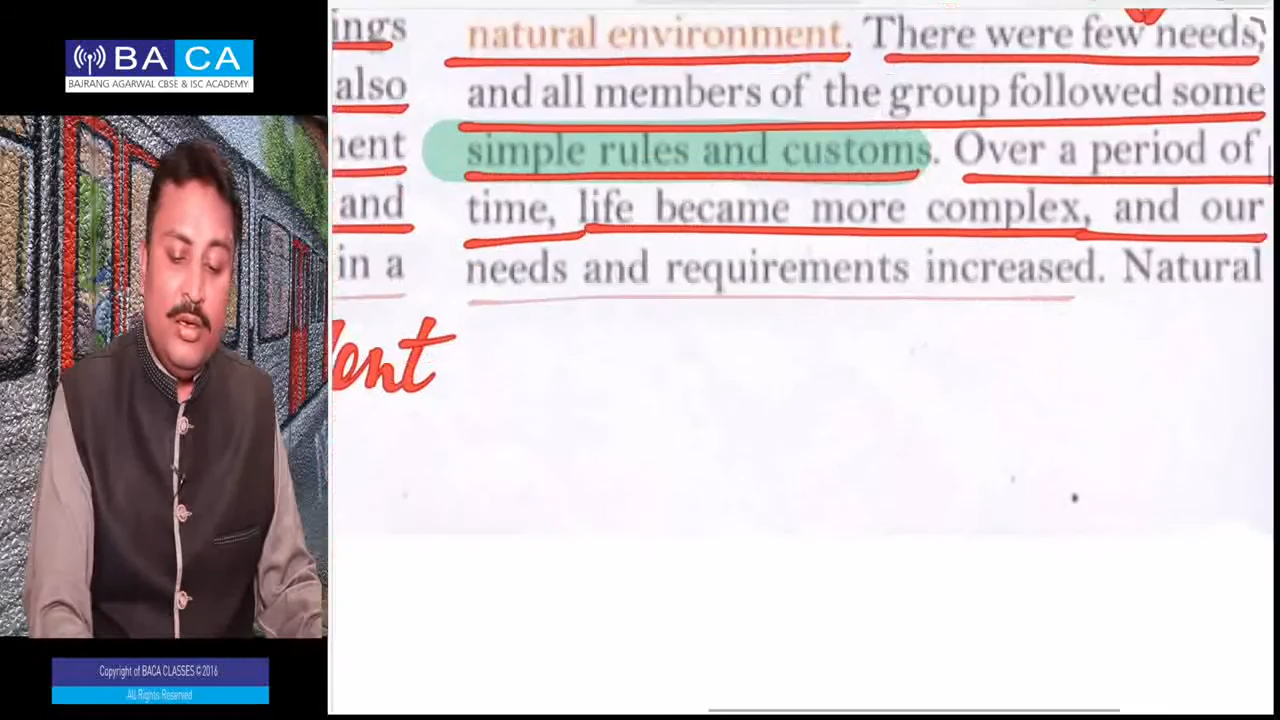 BACA
BAJRANG AGARWAL CBSE & ISC ACADEMY
ings
also
ment
and
in a
natural environment. There were few needs,
and all members of the group followed some
simple rules and customs. Over a period of
time, life became more complex, and our
needs and requirements increased. Natural
Copyright of BACA CLASSES ©2016
All Rights Reserved